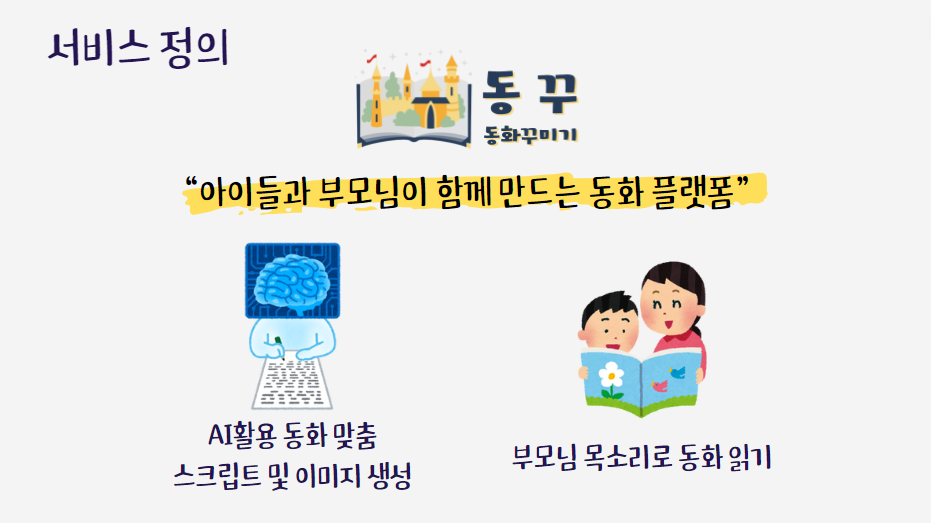 서비스 정의
동 꾸
동화꾸미기
“아이들과 부모님이 함께 만드는 동화 플랫폼”
AI활용 동화 맞춤
스크립트 및 이미지 생성
부모님 목소리로 동화 읽기